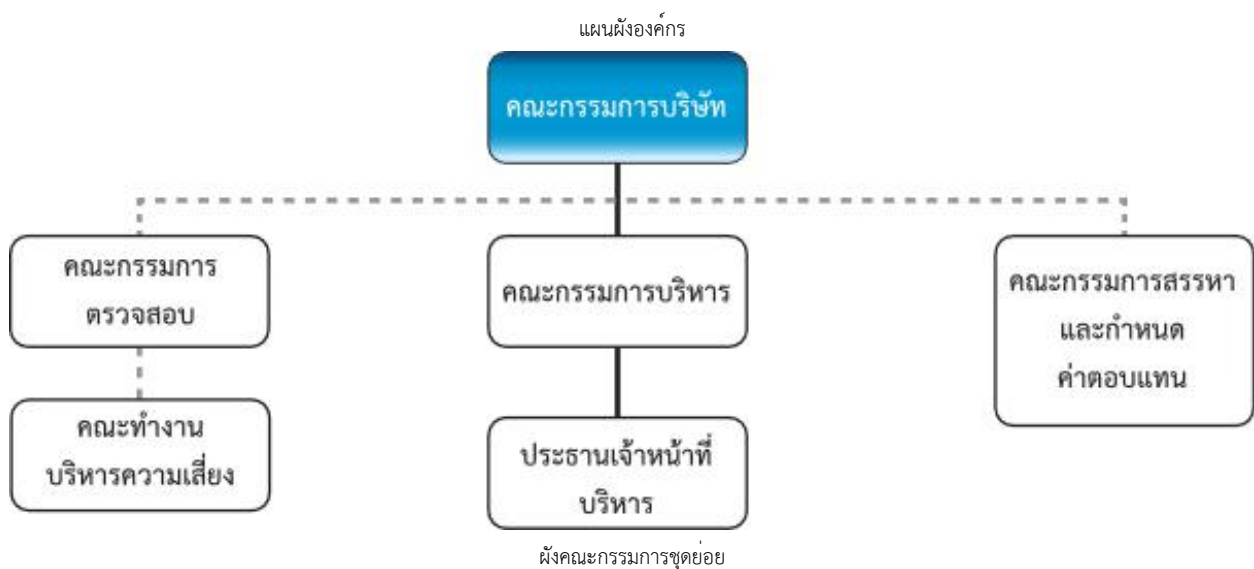 แผนผังองค์กร
คณะกรรมการบริษัท
คณะกรรมการ
ตรวจสอบ
คณะกรรมการบริหาร
คณะกรรมการสรรหา
และกำหนด
ค่าตอบแทน
คณะทำงาน
บริหารความเสี่ยง
ประธานเจ้าหน้าที่
บริหาร
ผังคณะกรรมการชุดย่อย